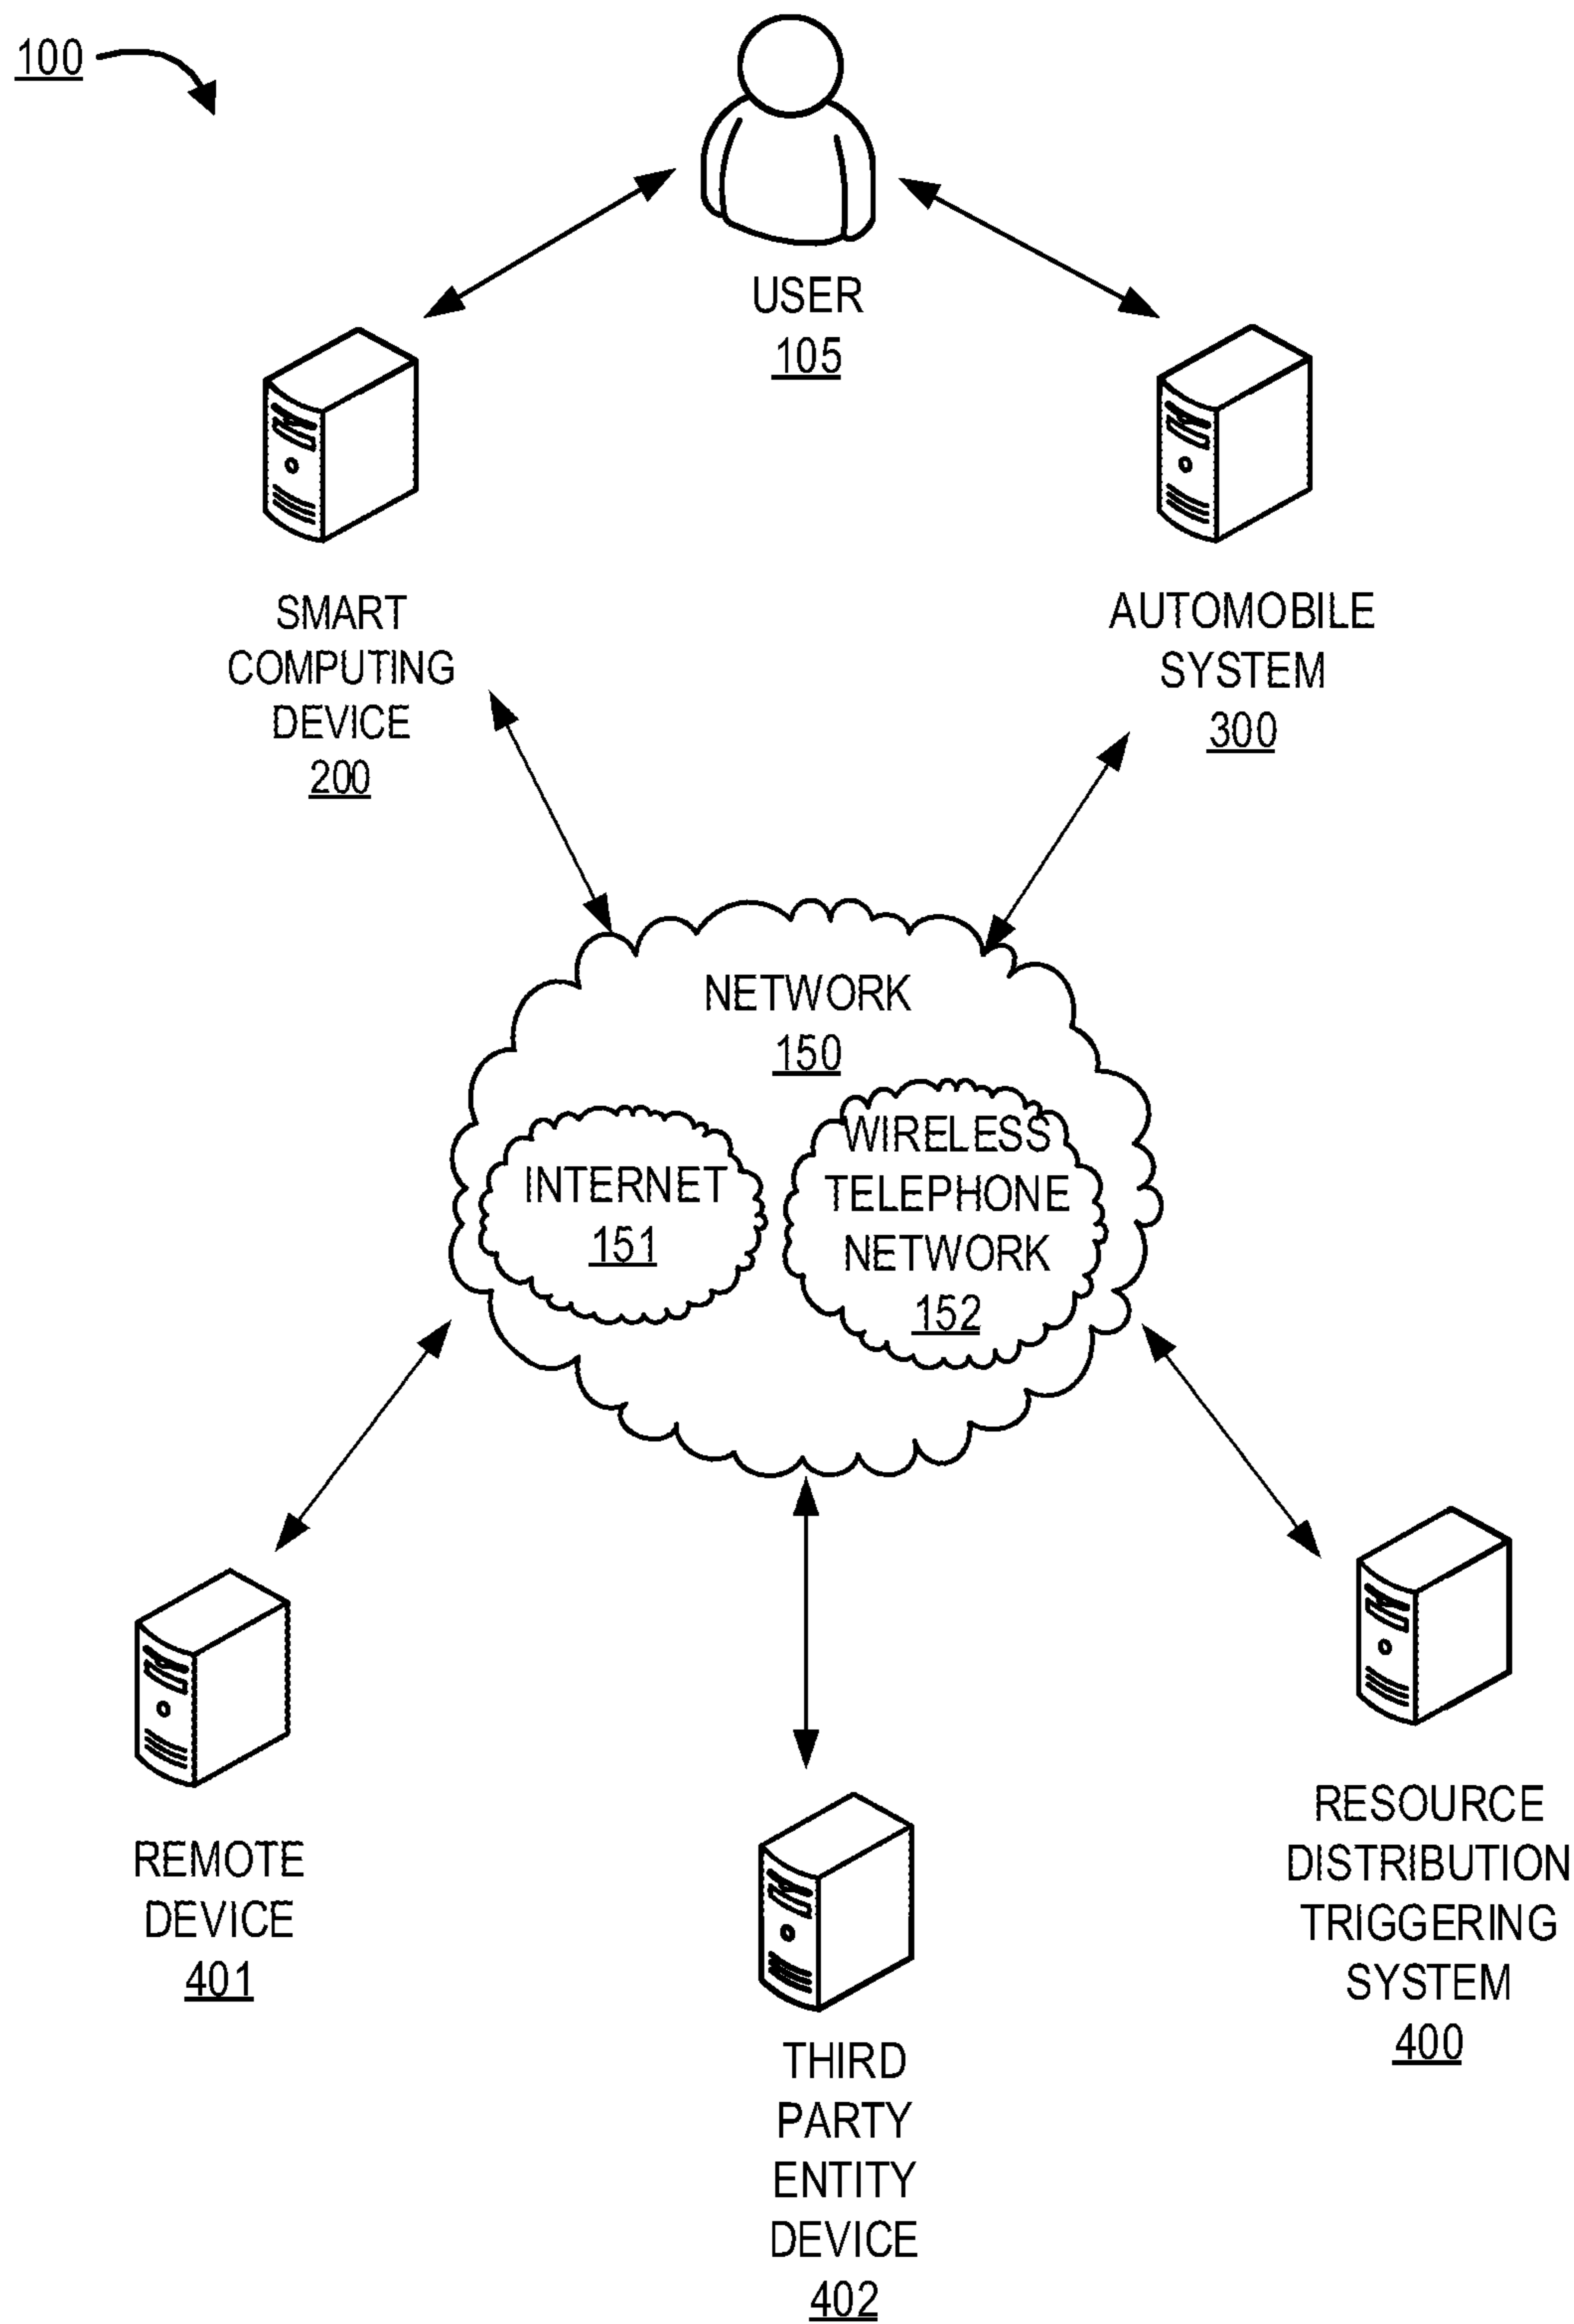 100
USER
105
SMART
COMPUTING
DEVICE
200
AUTOMOBILE
SYSTEM
300
NETWORK
150
INTERNET
151
WIRELESS
TELEPHONE
NETWORK
152
REMOTE
DEVICE
401
THIRD
PARTY
ENTITY
DEVICE
402
RESOURCE
DISTRIBUTION
TRIGGERING
SYSTEM
400